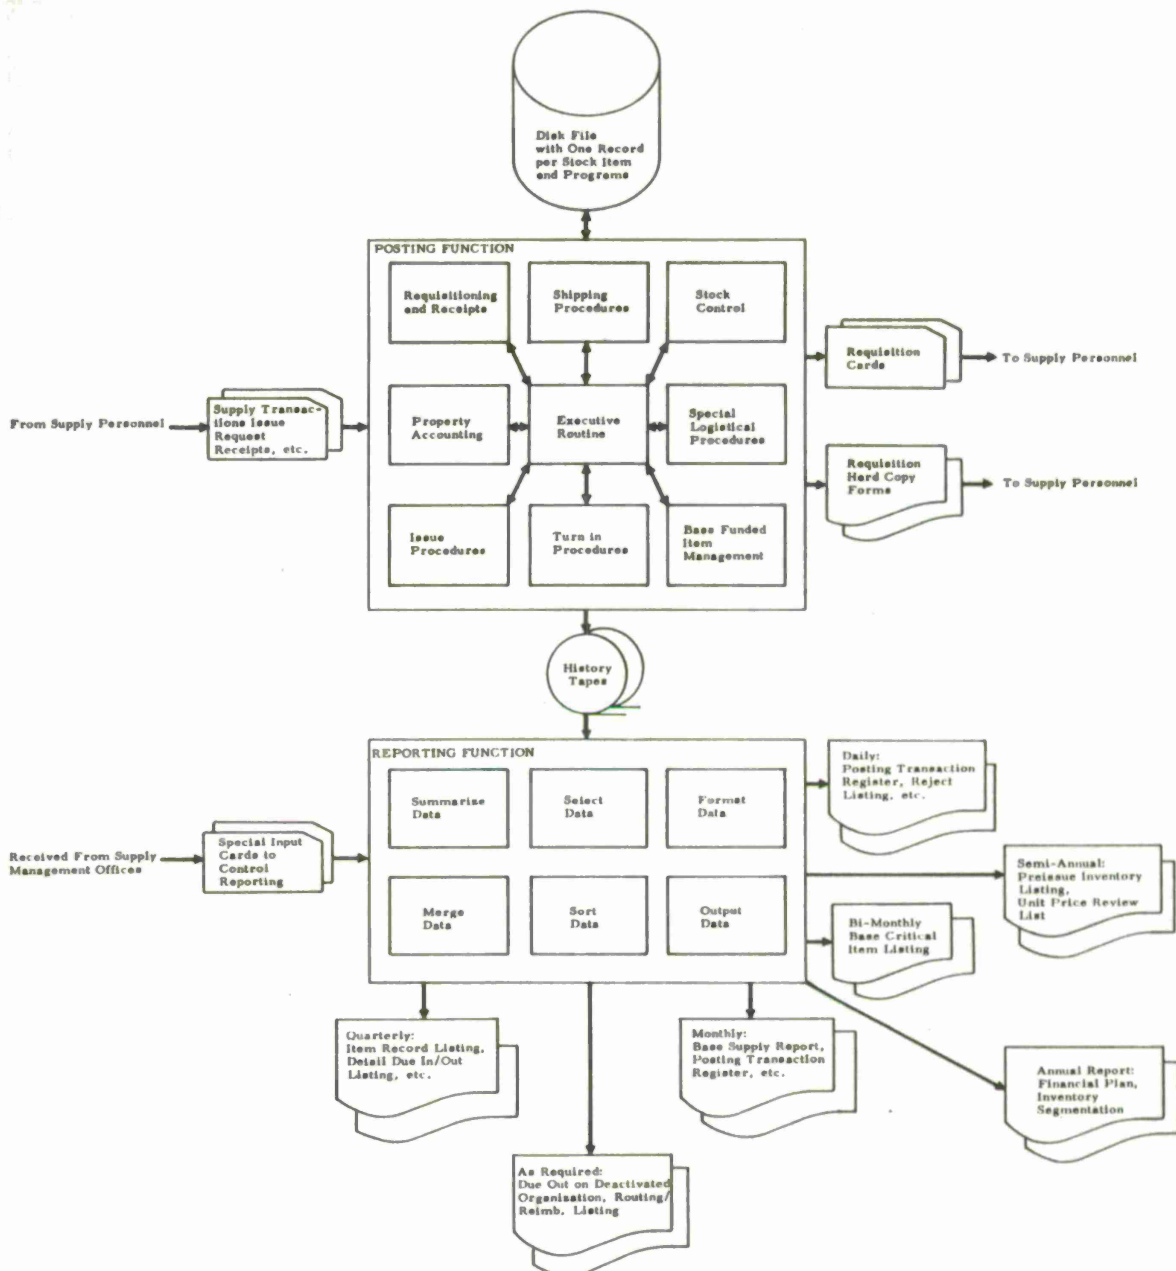 Disk File
with One Record
per Stock Item
and Programs
POSTING FUNCTION
Requisitioning
and Receipts
Shipping
Procedures
Stock
Control
Requisition
Cards
To Supply Personnel
From Supply Personnel
Supply Transac-
tions Issue
Request
Receipts, etc.
Property
Accounting
Executive
Routine
Special
Logistical
Procedures
Requisition
Hard Copy
Forms
To Supply Personnel
Issue
Procedures
Turn in
Procedures
Base Funded
Item
Management
History
Tapes
REPORTING FUNCTION
Summarize
Data
Select
Data
Format
Data
Daily:
Posting Transaction
Register, Reject
Listing, etc.
Received From Supply
Management Offices
Special Input
Cards to
Control
Reporting
Semi-Annual:
Preissue Inventory
Listing,
Unit Price Review
List
Merge
Data
Sort
Data
Output
Data
Bi-Monthly
Base Critical
Item Listing
Quarterly:
Item Record Listing,
Detail Due In/Out
Listing, etc.
Monthly:
Base Supply Report,
Posting Transaction
Register, etc.
Annual Report:
Financial Plan,
Inventory
Segmentation
As Required:
Due Out on Deactivated
Organization, Routing/
Reimb. Listing